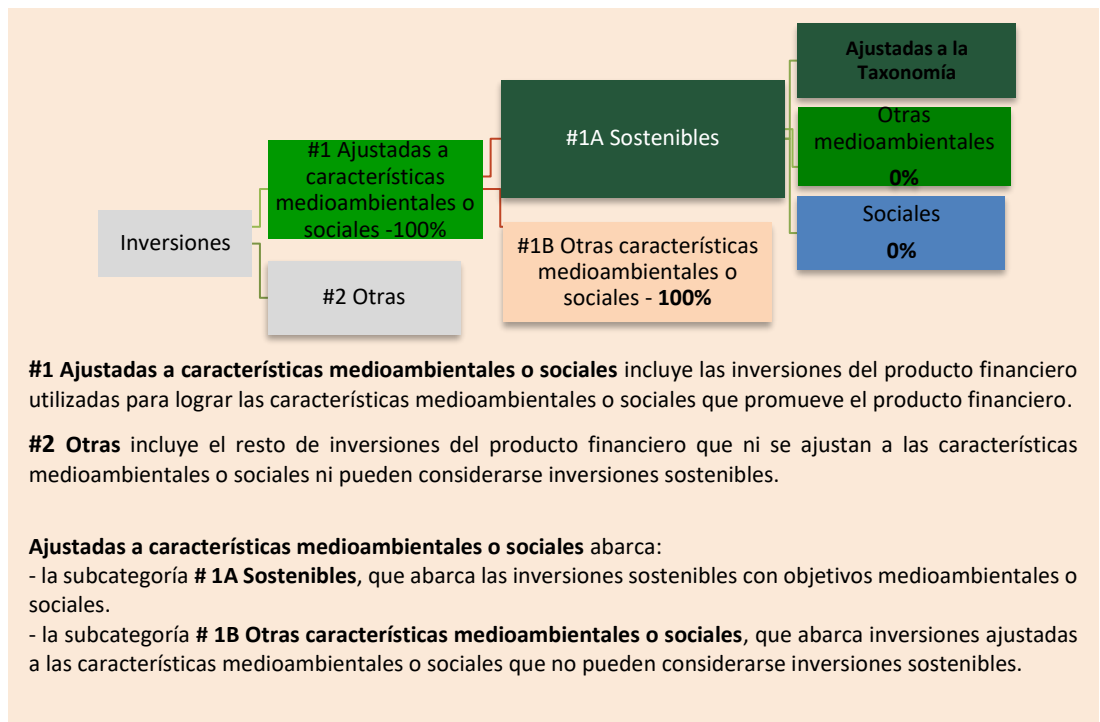 Ajustadas a la
Taxonomía
#1A Sostenibles
Otras
medioambientales
0%
#1 Ajustadas a
características
medioambientales o
sociales -100%
Sociales
0%
Inversiones
#1B Otras características
medioambientales o
sociales - 100%
#2 Otras
#1 Ajustadas a características medioambientales o sociales incluye las inversiones del producto financiero
utilizadas para lograr las características medioambientales o sociales que promueve el producto financiero.
#2 Otras incluye el resto de inversiones del producto financiero que ni se ajustan a las características
medioambientales o sociales ni pueden considerarse inversiones sostenibles.
Ajustadas a características medioambientales o sociales abarca:
- la subcategoría # 1A Sostenibles, que abarca las inversiones sostenibles con objetivos medioambientales o
sociales.
- la subcategoría # 1B Otras características medioambientales o sociales, que abarca inversiones ajustadas
a las características medioambientales o sociales que no pueden considerarse inversiones sostenibles.